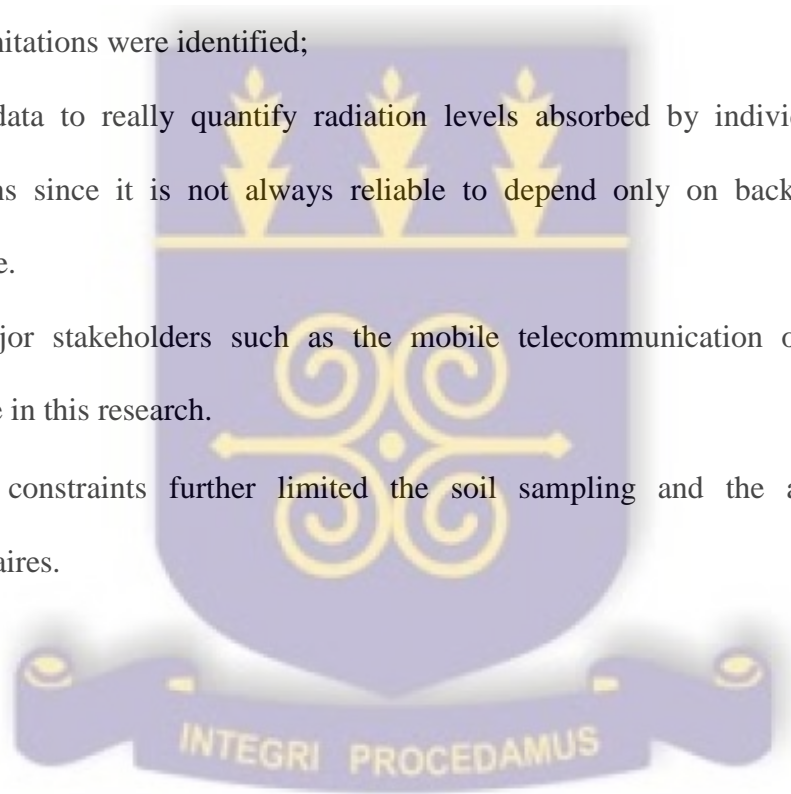 nitations were identified;
data to really quantify radiation levels absorbed by indivi
ns since it is not always reliable to depend only on back
e.
jor stakeholders such as the mobile telecommunication o
e in this research.
constraints further limited the soil sampling and the a
aires.
INTEGRI PROCEDAMUS